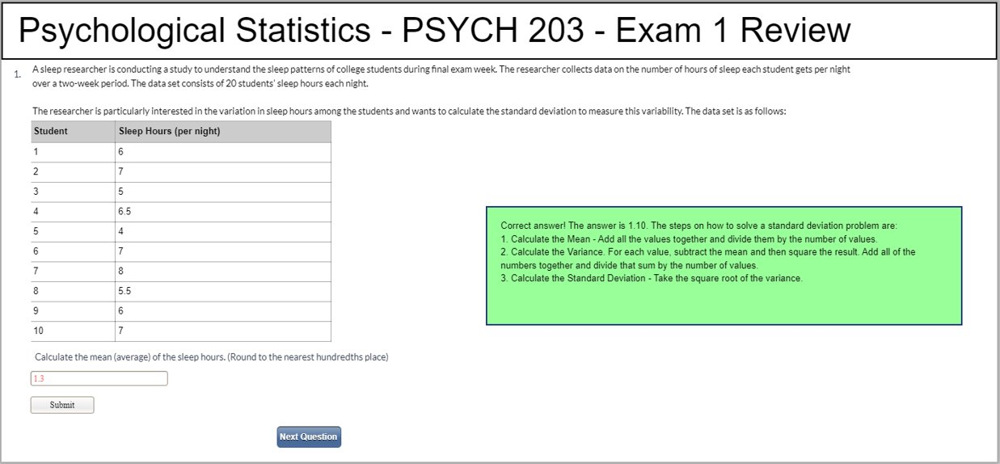 Psychological Statistics - PSYCH 203 - Exam 1 Review
1. A sleep researcher is conducting a study to understand the sleep patterns of college students during final exam week. The researcher collects data on the number of hours of sleep each student gets per night
over a two-week period. The data set consists of 20 students' sleep hours each night.
The researcher is particularly interested in the variation in sleep hours among the students and wants to calculate the standard deviation to measure this variability. The data set is as follows:
Student Sleep Hours (per night)
1 6
2 7
3 5
4 6.5
5 4
6 7
7 8
8 5.5
9 6
10 7
Correct answer! The answer is 1.10. The steps on how to solve a standard deviation problem are:
1. Calculate the Mean - Add all the values together and divide them by the number of values.
2. Calculate the Variance. For each value, subtract the mean and then square the result. Add all of the
numbers together and divide that sum by the number of values.
3. Calculate the Standard Deviation - Take the square root of the variance.
Calculate the mean (average) of the sleep hours. (Round to the nearest hundredths place)
1.3
Submit
Next Question